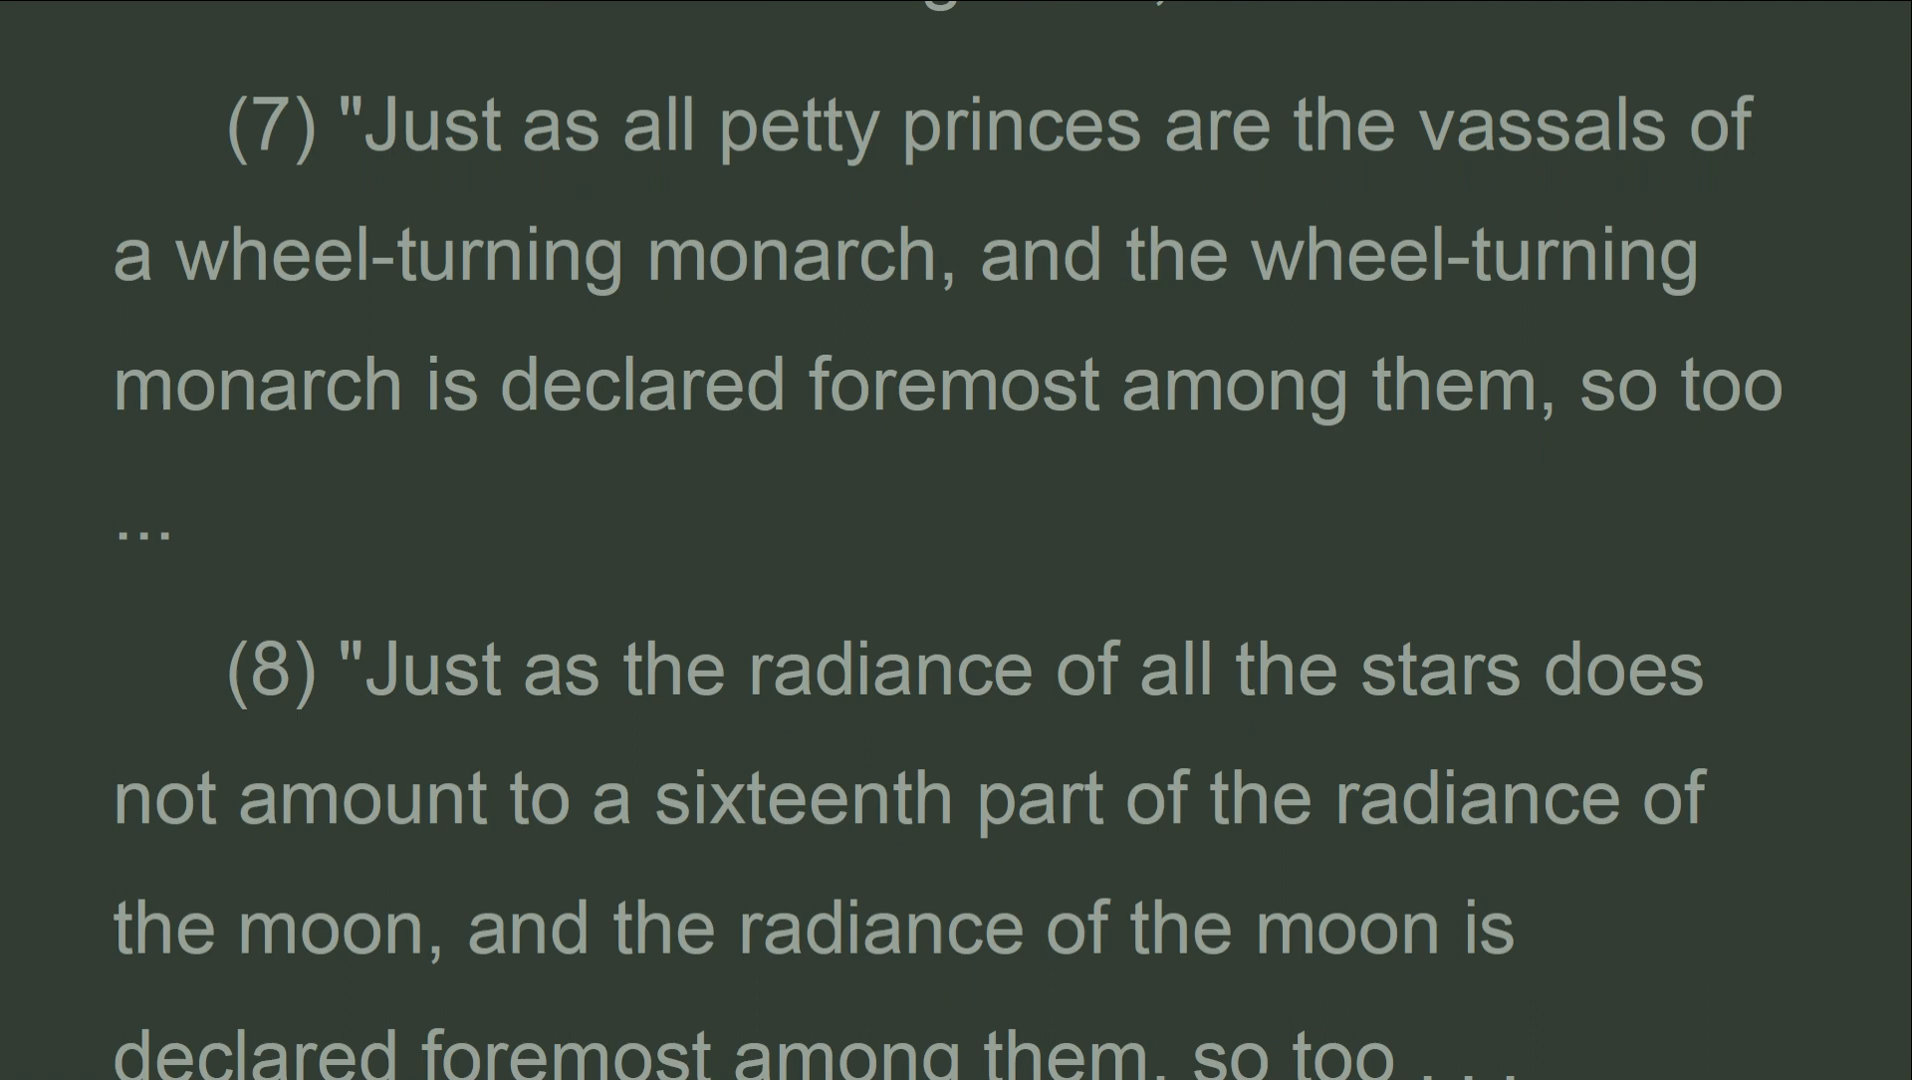 (7) "Just as all petty princes are the vassals of
a wheel-turning monarch, and the wheel-turning
monarch is declared foremost among them, so too
...
(8) "Just as the radiance of all the stars does
not amount to a sixteenth part of the radiance of
the moon, and the radiance of the moon is
declared foremost among them, so too . . .